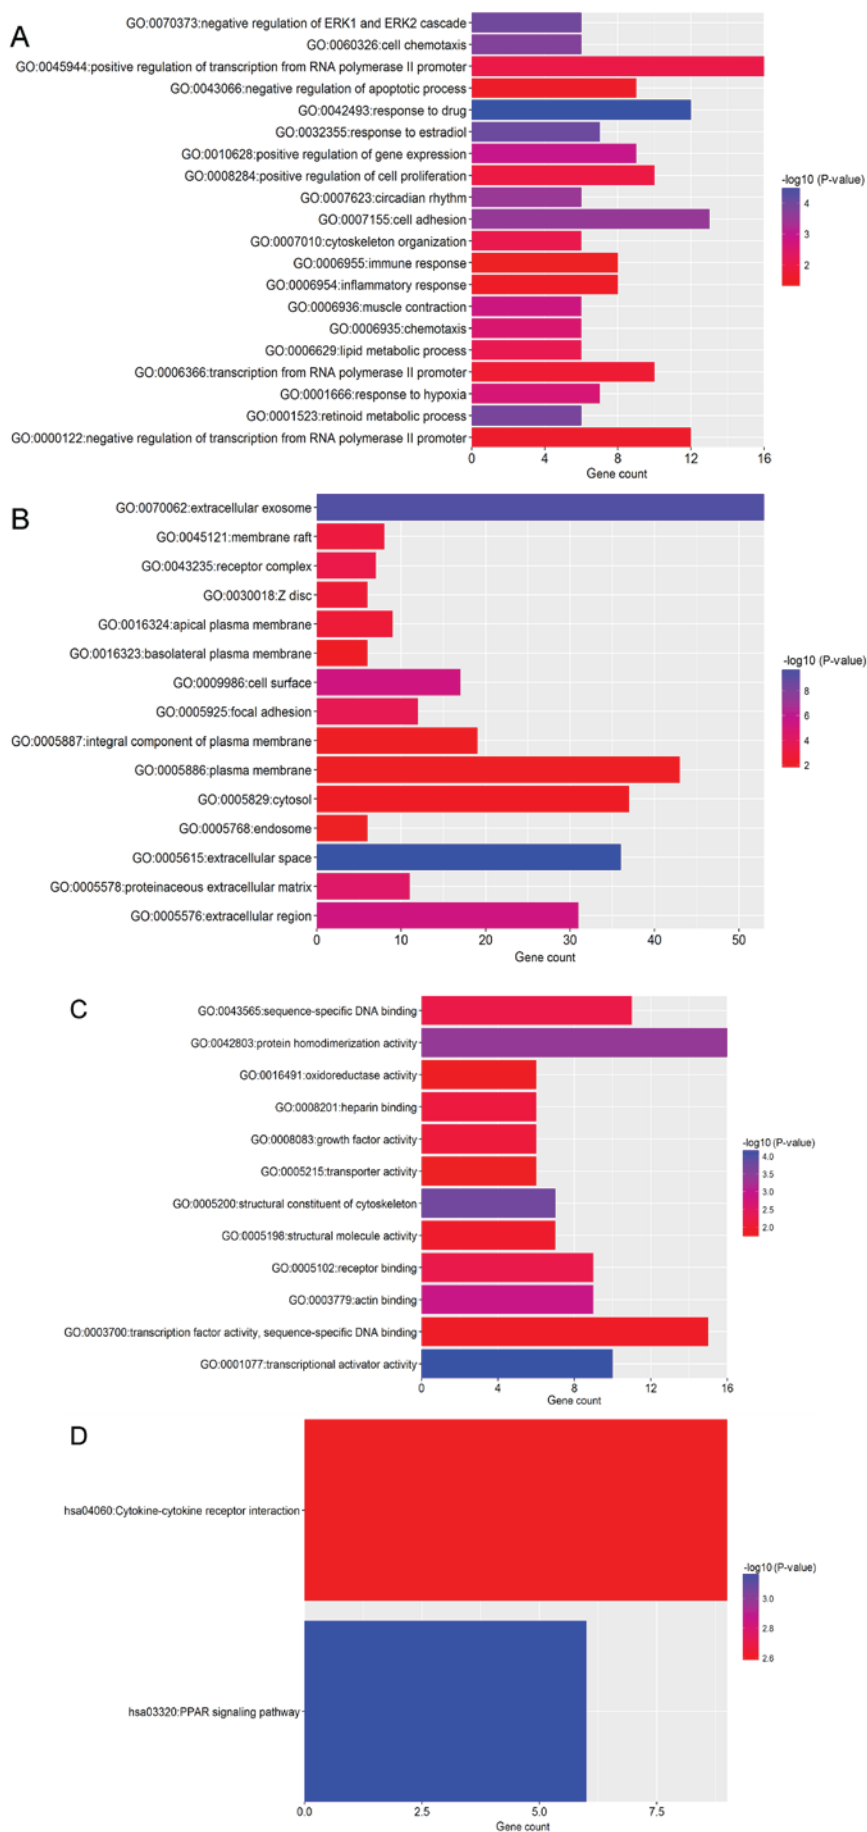 A
GO:0070373:negative regulation of ERK1 and ERK2 cascade
GO:0060326:cell chemotaxis
GO:0045944:positive regulation of transcription from RNA polymerase II promoter
GO:0043066:negative regulation of apoptotic process
GO:0042493:response to drug
GO:0032355:response to estradiol
GO:0010628:positive regulation of gene expression
GO:0008284:positive regulation of cell proliferation
GO:0007623:circadian rhythm
GO:0007155:cell adhesion
GO:0007010:cytoskeleton organization
GO:0006955:immune response
GO:0006954:inflammatory response
GO:0006936:muscle contraction
GO:0006935:chemotaxis
GO:0006629:lipid metabolic process
GO:0006366:transcription from RNA polymerase II promoter
GO:0001666:response to hypoxia
GO:0001523:retinoid metabolic process
GO:0000122:negative regulation of transcription from RNA polymerase II promoter
0 4 8 12 16
Gene count
-log10 (P-value)
4
3
2
B
GO:0070062:extracellular exosome
GO:0045121:membrane raft
GO:0043235:receptor complex
GO:0030018:Z disc
GO:0016324:apical plasma membrane
GO:0016323:basolateral plasma membrane
GO:0009986:cell surface
GO:0005925:focal adhesion
GO:0005887:integral component of plasma membrane
GO:0005886:plasma membrane
GO:0005829:cytosol
GO:0005768:endosome
GO:0005615:extracellular space
GO:0005578:proteinaceous extracellular matrix
GO:0005576:extracellular region
0 10 20 30 40 50
Gene count
-log10 (P-value)
8
6
4
2
C
GO:0043565:sequence-specific DNA binding
GO:0042803:protein homodimerization activity
GO:0016491:oxidoreductase activity
GO:0008201:heparin binding
GO:0008083:growth factor activity
GO:0005215:transporter activity
GO:0005200:structural constituent of cytoskeleton
GO:0005198:structural molecule activity
GO:0005102:receptor binding
GO:0003779:actin binding
GO:0003700:transcription factor activity, sequence-specific DNA binding
GO:0001077:transcriptional activator activity
0 4 8 12 16
Gene count
-log10 (P-value)
4.0
3.5
3.0
2.5
2.0
D
hsa04060:Cytokine-cytokine receptor interaction
hsa03320:PPAR signaling pathway
0.0 2.5 5.0 7.5
Gene count
-log10 (P-value)
3.0
2.8
2.6